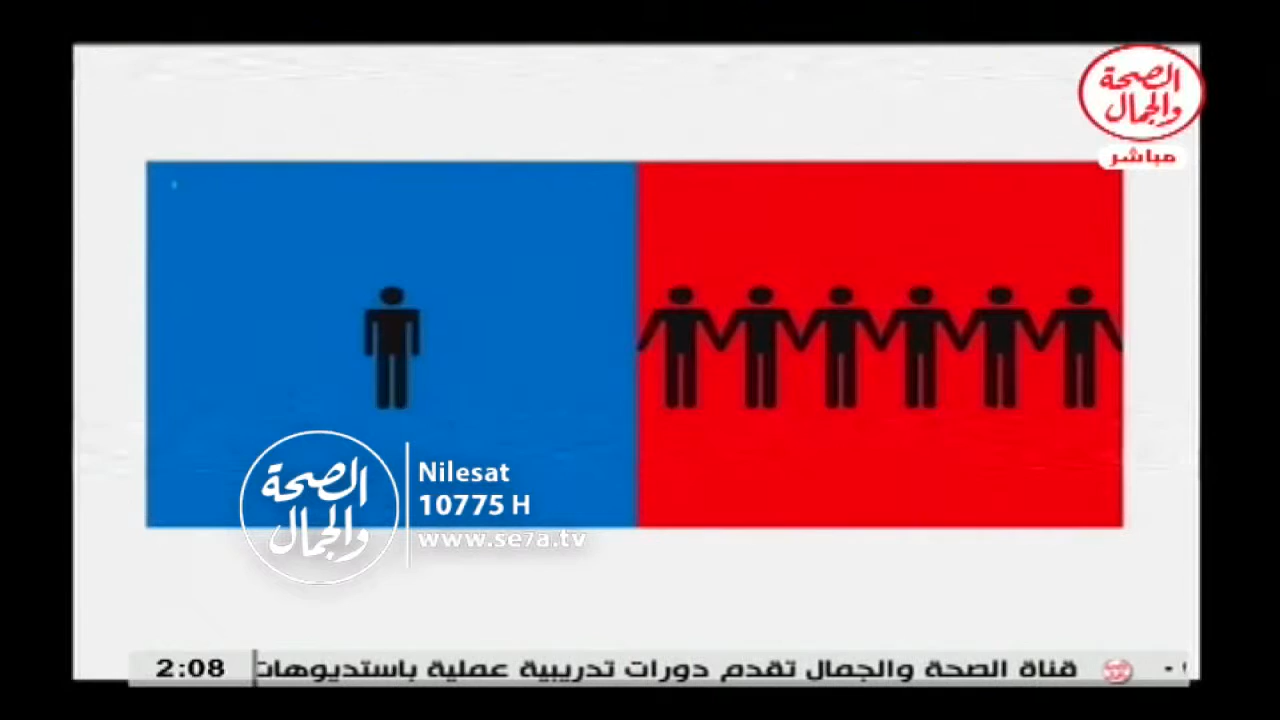 الصحة
والجمال
مباشر
الصحة
والجمال
Nilesat
10775 H
www.se7a.tv
قناة الصحة والجمال تقدم دورات تدريبية عملية باستديوهات
2:08